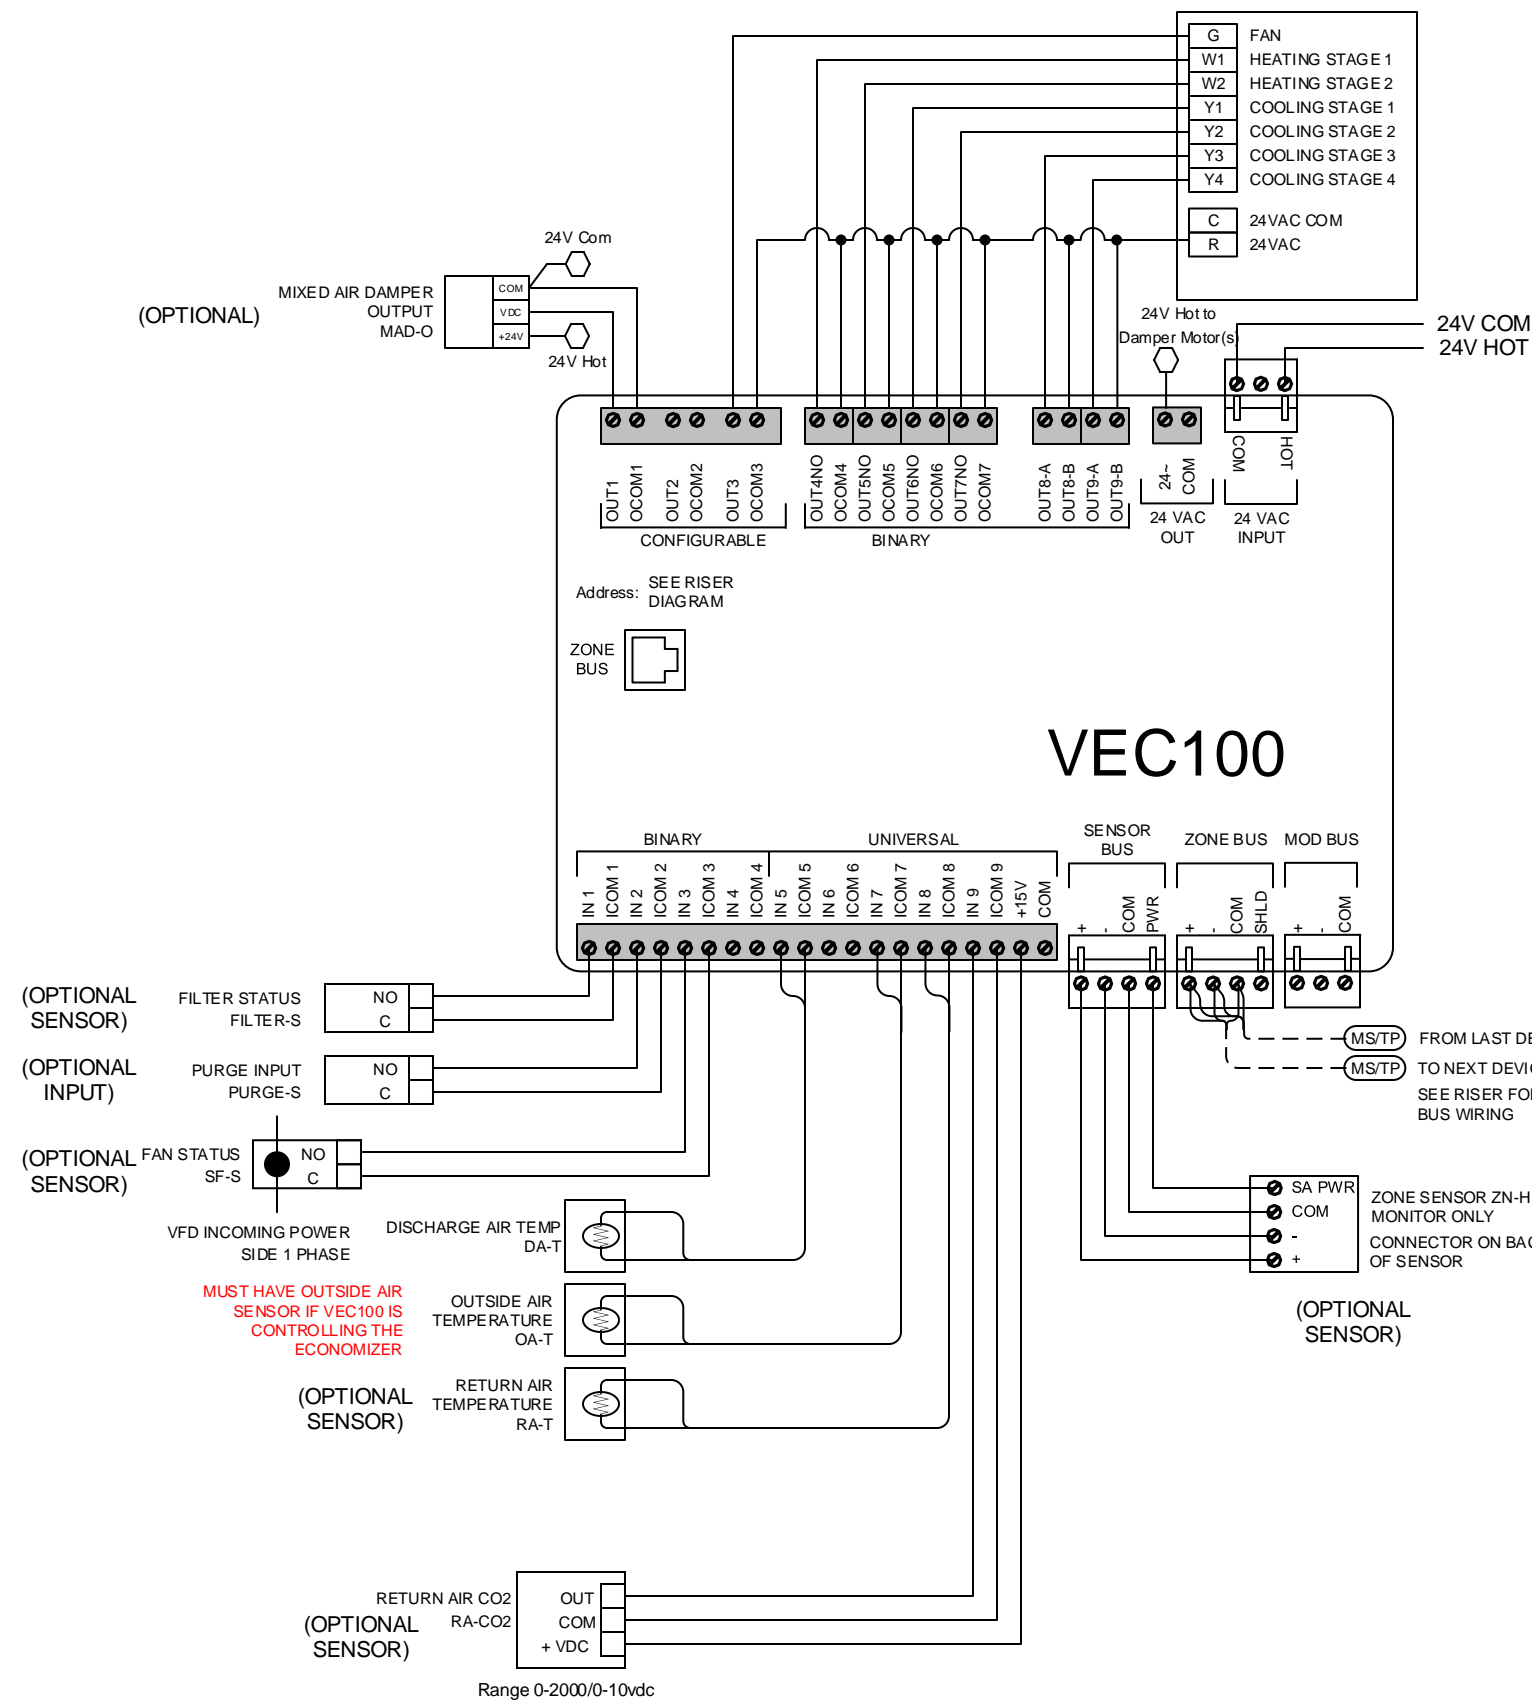 G FAN
W1 HEATING STAGE 1
W2 HEATING STAGE 2
Y1 COOLING STAGE 1
Y2 COOLING STAGE 2
Y3 COOLING STAGE 3
Y4 COOLING STAGE 4
C 24VAC COM
R 24VAC
24V Com
(OPTIONAL)
MIXED AIR DAMPER
OUTPUT
MAD-O
COM
VDC
+24V
24V Hot
24V Hot to
Damper Motor(s)
24V COM
24V HOT
OUT1
OCOM1
OUT2
OCOM2
OUT3
OCOM3
CONFIGURABLE
OUT4NO
OCOM4
OUT5NO
OCOM5
OUT6NO
OCOM6
OUT7NO
OCOM7
OUT8-A
OUT8-B
OUT9-A
OUT9-B
BINARY
24~
COM
24 VAC
OUT
COM
HOT
24 VAC
INPUT
Address:
SEE RISER
DIAGRAM
ZONE
BUS
VEC100
BINARY
UNIVERSAL
IN 1
ICOM 1
IN 2
ICOM 2
IN 3
ICOM 3
IN 4
ICOM 4
IN 5
ICOM 5
IN 6
ICOM 6
IN 7
ICOM 7
IN 8
ICOM 8
IN 9
ICOM 9
+15V
COM
SENSOR
BUS
+
-
COM
PWR
ZONE BUS
+
-
COM
SHLD
MOD BUS
+
-
COM
(OPTIONAL
SENSOR)
FILTER STATUS
FILTER-S
NO
C
(OPTIONAL
INPUT)
PURGE INPUT
PURGE-S
NO
C
(OPTIONAL
SENSOR)
FAN STATUS
SF-S
NO
C
VFD INCOMING POWER
SIDE 1 PHASE
MS/TP FROM LAST
MS/TP TO NEXT
SEE RISER
BUS WIRING
SA PWR
COM
-
+
ZONE SENSOR ZN-H
MONITOR ONLY
CONNECTOR ON
OF SENSOR
(OPTIONAL
SENSOR)
DISCHARGE AIR TEMP
DA-T
MUST HAVE OUTSIDE AIR
SENSOR IF VEC100 IS
CONTROLLING THE
ECONOMIZER
OUTSIDE AIR
TEMPERATURE
OA-T
(OPTIONAL
SENSOR)
RETURN AIR
TEMPERATURE
RA-T
RETURN AIR CO2
RA-CO2
(OPTIONAL
SENSOR)
OUT
COM
+ VDC
Range 0-2000/0-10vdc